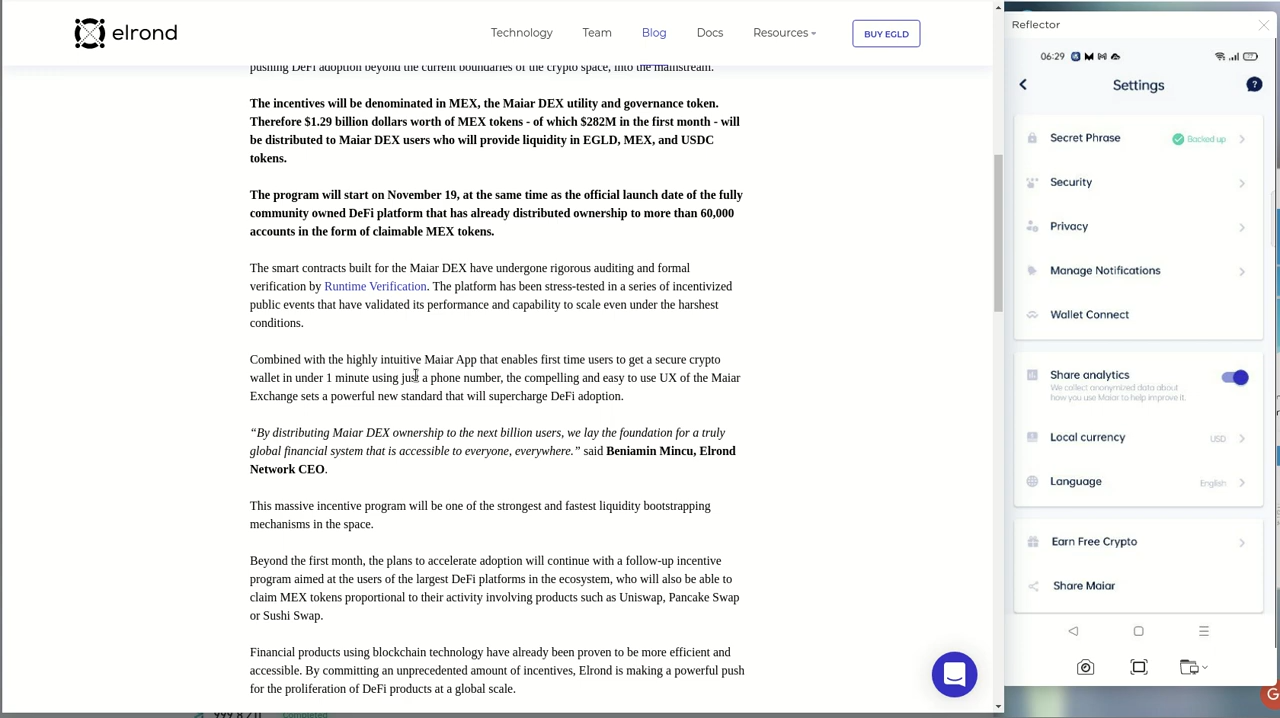 elrond
Technology
Team
Blog
Docs
Resources
BUY EGLD
pushing DeFi adoption beyond the current boundaries of the crypto space, into the mainstream.
The incentives will be denominated in MEX, the Maiar DEX utility and governance token.
Therefore $1.29 billion dollars worth of MEX tokens - of which $282M in the first month - will
be distributed to Maiar DEX users who will provide liquidity in EGLD, MEX, and USDC
tokens.
The program will start on November 19, at the same time as the official launch date of the fully
community owned DeFi platform that has already distributed ownership to more than 60,000
accounts in the form of claimable MEX tokens.
The smart contracts built for the Maiar DEX have undergone rigorous auditing and formal
verification by Runtime Verification. The platform has been stress-tested in a series of incentivized
public events that have validated its performance and capability to scale even under the harshest
conditions.
Combined with the highly intuitive Maiar App that enables first time users to get a secure crypto
wallet in under 1 minute using just a phone number, the compelling and easy to use UX of the Maiar
Exchange sets a powerful new standard that will supercharge DeFi adoption.
“By distributing Maiar DEX ownership to the next billion users, we lay the foundation for a truly
global financial system that is accessible to everyone, everywhere.” said Beniamin Mincu, Elrond
Network CEO.
This massive incentive program will be one of the strongest and fastest liquidity bootstrapping
mechanisms in the space.
Beyond the first month, the plans to accelerate adoption will continue with a follow-up incentive
program aimed at the users of the largest DeFi platforms in the ecosystem, who will also be able to
claim MEX tokens proportional to their activity involving products such as Uniswap, Pancake Swap
or Sushi Swap.
Financial products using blockchain technology have already been proven to be more efficient and
accessible. By committing an unprecedented amount of incentives, Elrond is making a powerful push
for the proliferation of DeFi products at a global scale.
Completed
Reflector
06:29
Settings
Secret Phrase
Backed up
Security
Privacy
Manage Notifications
Wallet Connect
Share analytics
We collect anonymized data about
how you use Maiar to help improve it.
Local currency
USD
Language
English
Earn Free Crypto
Share Maiar